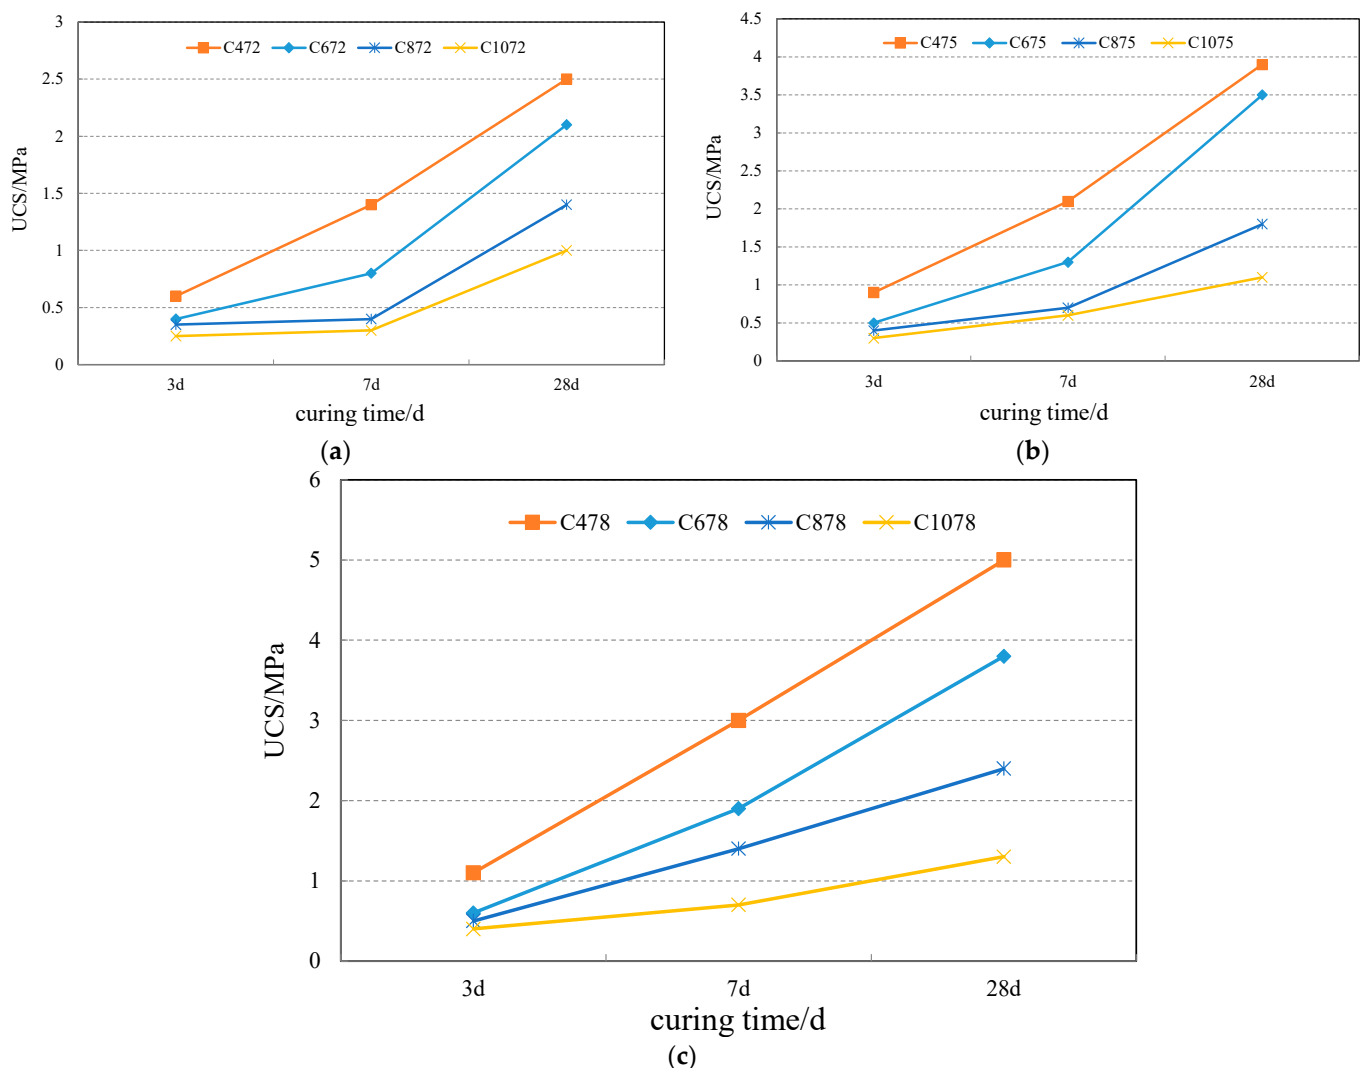 C472 C672 C872 C1072
3
2.5
2
1.5
1
0.5
0
UCS/MPa
3d 7d 28d
curing time/d
(a)
C475 C675 C875 C1075
4.5
4
3.5
3
2.5
2
1.5
1
0.5
0
UCS/MPa
3d 7d 28d
curing time/d
(b)
C478 C678 C878 C1078
6
5
4
3
2
1
0
UCS/MPa
3d 7d 28d
curing time/d
(c)